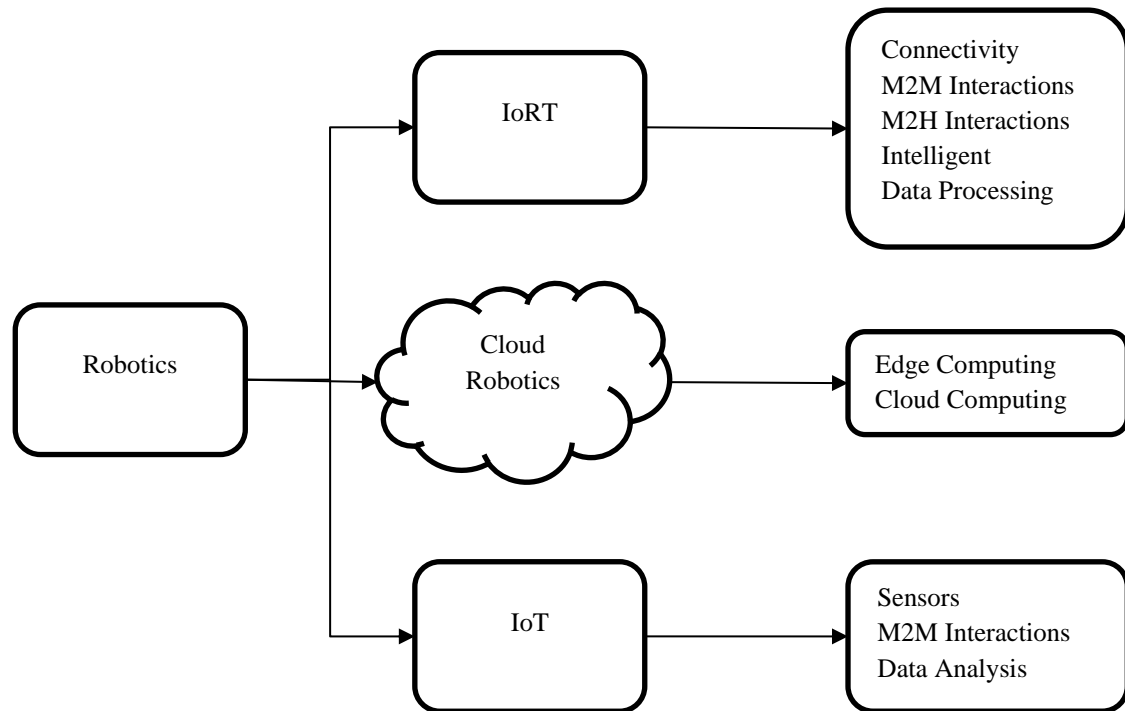 IoRT
Connectivity
M2M Interactions
M2H Interactions
Intelligent
Data Processing
Robotics
Cloud
Robotics
Edge Computing
Cloud Computing
IoT
Sensors
M2M Interactions
Data Analysis